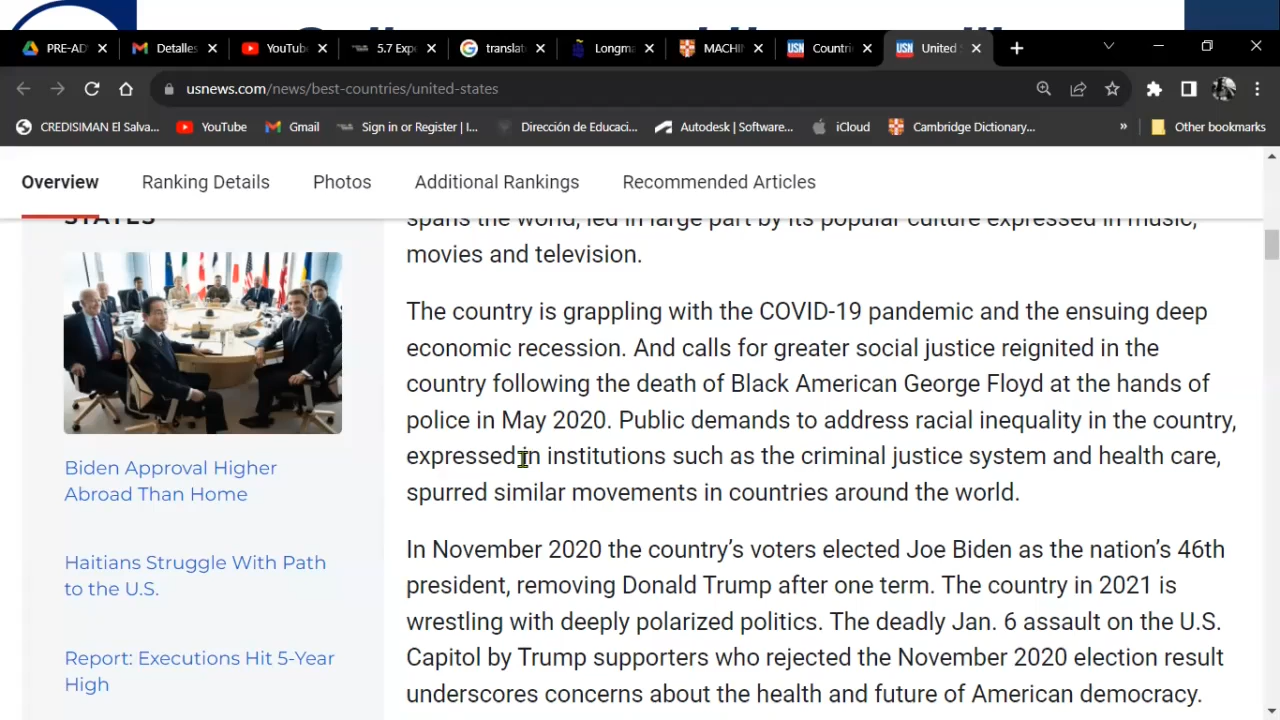 PRE-AD
Detalles
YouTub
5.7 Exp
translat
Longm
MACHI
Countri
United
usnews.com/news/best-countries/united-states
CREDISIMAN El Salva...
YouTube
Gmail
Sign in or Register | I...
Dirección de Educaci...
Autodesk | Software...
iCloud
Cambridge Dictionary...
»
Other bookmarks
Overview
Ranking Details
Photos
Additional Rankings
Recommended Articles
STATES
Biden Approval Higher
Abroad Than Home
Haitians Struggle With Path
to the U.S.
Report: Executions Hit 5-Year
High
spans the world, led in large part by its popular culture expressed in music,
movies and television.
The country is grappling with the COVID-19 pandemic and the ensuing deep
economic recession. And calls for greater social justice reignited in the
country following the death of Black American George Floyd at the hands of
police in May 2020. Public demands to address racial inequality in the country,
expressed in institutions such as the criminal justice system and health care,
spurred similar movements in countries around the world.
In November 2020 the country’s voters elected Joe Biden as the nation’s 46th
president, removing Donald Trump after one term. The country in 2021 is
wrestling with deeply polarized politics. The deadly Jan. 6 assault on the U.S.
Capitol by Trump supporters who rejected the November 2020 election result
underscores concerns about the health and future of American democracy.